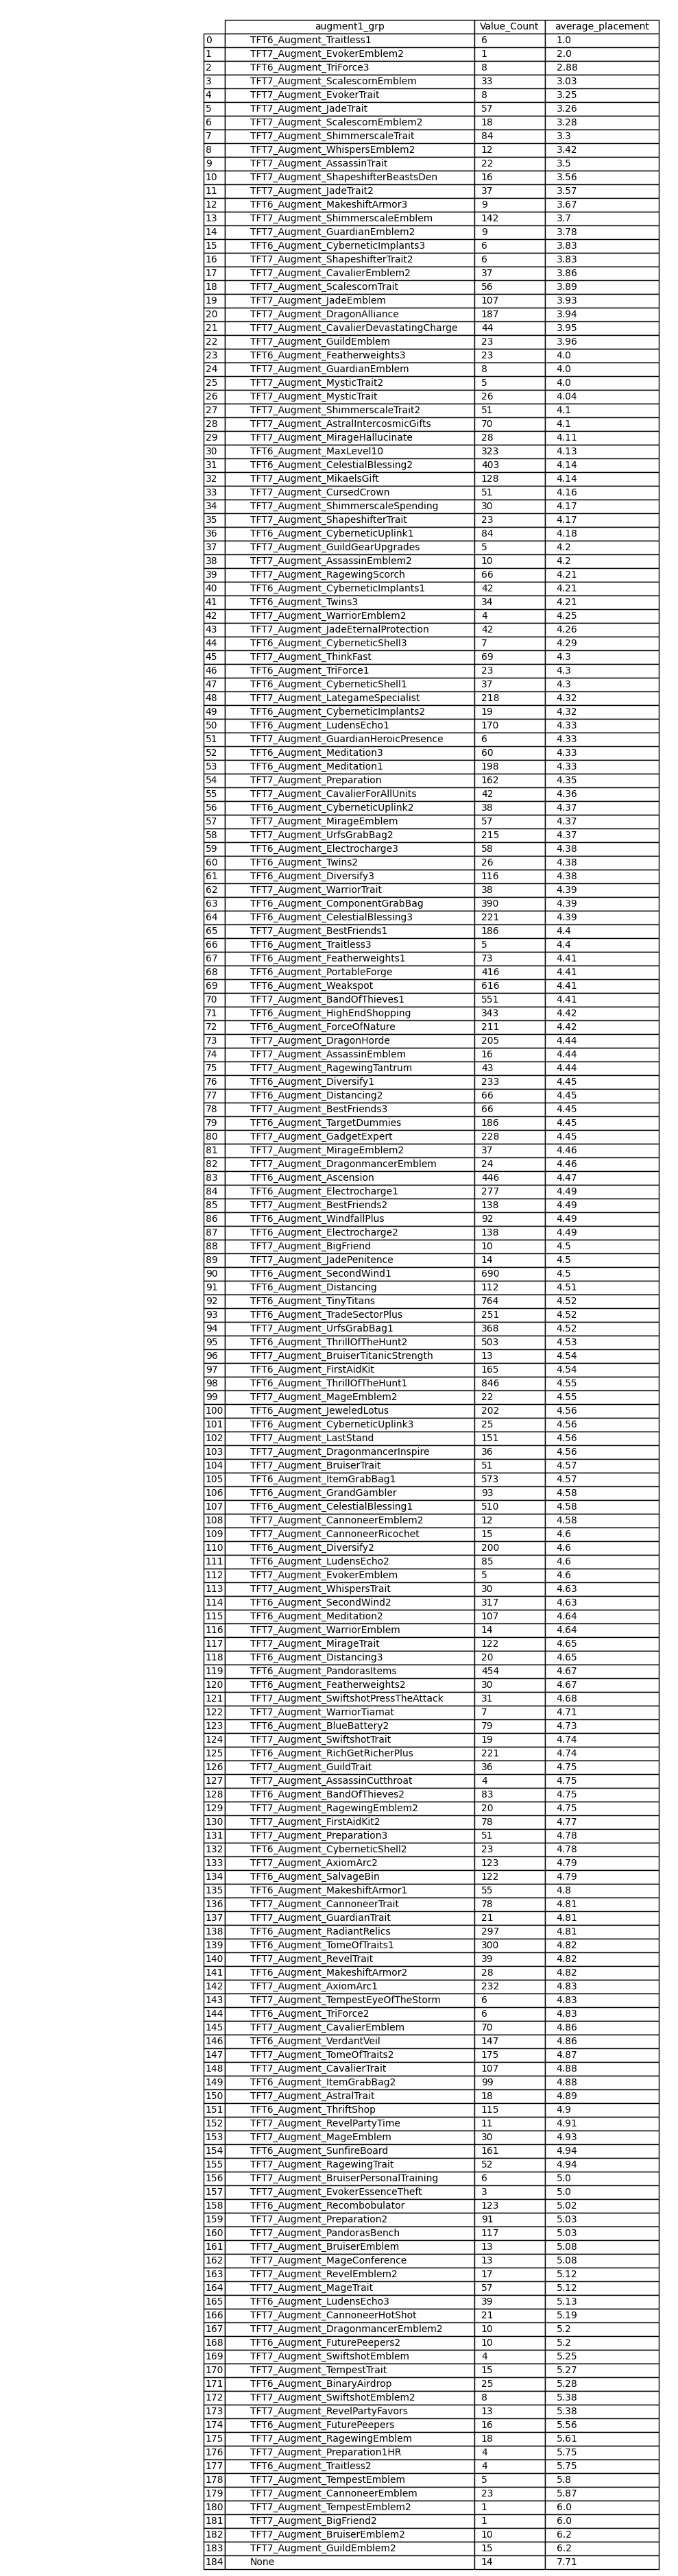 augment1_grp Value_Count average_placement
0 TFT6_Augment_Traitless1 6 1.0
1 TFT7_Augment_EvokerEmblem2 1 2.0
2 TFT6_Augment_TriForce3 8 2.88
3 TFT7_Augment_ScalescornEmblem 33 3.03
4 TFT7_Augment_EvokerTrait 8 3.25
5 TFT7_Augment_JadeTrait 57 3.26
6 TFT7_Augment_ScalescornEmblem2 18 3.28
7 TFT7_Augment_ShimmerscaleTrait 84 3.3
8 TFT7_Augment_WhispersEmblem2 12 3.42
9 TFT7_Augment_AssassinTrait 22 3.5
10 TFT7_Augment_ShapeshifterBeastsDen 16 3.56
11 TFT7_Augment_JadeTrait2 37 3.57
12 TFT6_Augment_MakeshiftArmor3 9 3.67
13 TFT7_Augment_ShimmerscaleEmblem 142 3.7
14 TFT7_Augment_GuardianEmblem2 9 3.78
15 TFT6_Augment_CyberneticImplants3 6 3.83
16 TFT7_Augment_ShapeshifterTrait2 6 3.83
17 TFT7_Augment_CavalierEmblem2 37 3.86
18 TFT7_Augment_ScalescornTrait 56 3.89
19 TFT7_Augment_JadeEmblem 107 3.93
20 TFT7_Augment_DragonAlliance 187 3.94
21 TFT7_Augment_CavalierDevastatingCharge 44 3.95
22 TFT7_Augment_GuildEmblem 22 3.96
23 TFT6_Augment_Featherweights3 23 4.0
24 TFT7_Augment_GuardianEmblem 8 4.0
25 TFT7_Augment_MysticTrait2 5 4.0
26 TFT7_Augment_MysticTrait 26 4.04
27 TFT7_Augment_ShimmerscaleTrait2 51 4.1
28 TFT7_Augment_AstralIntercosmicGifts 70 4.1
29 TFT7_Augment_MirageHallucinate 28 4.11
30 TFT6_Augment_MaxLevel10 323 4.13
31 TFT6_Augment_CelestialBlessing2 403 4.14
32 TFT7_Augment_MikaelsGift 128 4.14
33 TFT7_Augment_CursedCrown 51 4.16
34 TFT7_Augment_ShimmerscaleSpending 30 4.17
35 TFT7_Augment_ShapeshifterTrait 23 4.17
36 TFT6_Augment_CyberneticUplink1 84 4.18
37 TFT7_Augment_GuildGearUpgrades 5 4.2
38 TFT7_Augment_AssassinEmblem2 10 4.2
39 TFT7_Augment_RagewingScorch 66 4.21
40 TFT6_Augment_CyberneticImplants1 42 4.21
41 TFT6_Augment_Twins3 34 4.21
42 TFT7_Augment_WarriorEmblem2 4 4.25
43 TFT7_Augment_JadeEternalProtection 42 4.26
44 TFT6_Augment_CyberneticShell3 7 4.29
45 TFT7_Augment_ThinkFast 69 4.3
46 TFT6_Augment_TriForce1 23 4.3
47 TFT6_Augment_CyberneticShell1 37 4.3
48 TFT7_Augment_LategameSpecialist 218 4.32
49 TFT6_Augment_CyberneticImplants2 19 4.32
50 TFT6_Augment_LudensEcho1 170 4.33
51 TFT7_Augment_GuardianHeroicPresence 6 4.33
52 TFT6_Augment_Meditation3 60 4.33
53 TFT6_Augment_Meditation1 198 4.33
54 TFT7_Augment_Preparation 162 4.35
55 TFT7_Augment_CavalierForAllUnits 42 4.36
56 TFT6_Augment_CyberneticUplink2 38 4.37
57 TFT7_Augment_MirageEmblem 57 4.37
58 TFT7_Augment_UrfsGrabBag2 215 4.37
59 TFT6_Augment_Electrocharge3 58 4.38
60 TFT6_Augment_Twins2 26 4.38
61 TFT6_Augment_Diversify3 116 4.38
62 TFT7_Augment_WarriorTrait 38 4.39
63 TFT6_Augment_ComponentGrabBag 390 4.39
64 TFT6_Augment_CelestialBlessing3 221 4.39
65 TFT7_Augment_BestFriends1 186 4.4
66 TFT6_Augment_Traitless3 5 4.4
67 TFT6_Augment_Featherweights1 73 4.41
68 TFT6_Augment_PortableForge 416 4.41
69 TFT6_Augment_Weakspot 616 4.41
70 TFT7_Augment_BandOfThieves1 551 4.41
71 TFT6_Augment_HighEndShopping 343 4.42
72 TFT6_Augment_ForceOfNature 211 4.42
73 TFT7_Augment_DragonHorde 205 4.44
74 TFT7_Augment_AssassinEmblem 16 4.44
75 TFT7_Augment_RagewingTantrum 43 4.44
76 TFT6_Augment_Diversify1 233 4.45
77 TFT6_Augment_Distancing2 66 4.45
78 TFT7_Augment_BestFriends3 66 4.45
79 TFT6_Augment_TargetDummies 186 4.45
80 TFT7_Augment_GadgetExpert 228 4.45
81 TFT7_Augment_MirageEmblem2 37 4.46
82 TFT7_Augment_DragonmancerEmblem 24 4.46
83 TFT6_Augment_Ascension 446 4.47
84 TFT6_Augment_Electrocharge1 277 4.49
85 TFT7_Augment_BestFriends2 138 4.49
86 TFT6_Augment_WindfallPlus 92 4.49
87 TFT6_Augment_Electrocharge2 138 4.49
88 TFT7_Augment_BigFriend 10 4.5
89 TFT7_Augment_JadePenitence 14 4.5
90 TFT6_Augment_SecondWind1 690 4.5
91 TFT6_Augment_Distancing 112 4.51
92 TFT6_Augment_TinyTitans 764 4.52
93 TFT6_Augment_TradeSectorPlus 251 4.52
94 TFT7_Augment_UrfsGrabBag1 368 4.52
95 TFT6_Augment_ThrillOfTheHunt2 503 4.53
96 TFT7_Augment_BruiserTitanicStrength 13 4.54
97 TFT6_Augment_FirstAidKit 165 4.54
98 TFT6_Augment_ThrillOfTheHunt1 846 4.55
99 TFT7_Augment_MageEmblem2 22 4.55
100 TFT6_Augment_JeweledLotus 202 4.56
101 TFT6_Augment_CyberneticUplink3 25 4.56
102 TFT7_Augment_LastStand 151 4.56
103 TFT7_Augment_DragonmancerInspire 36 4.56
104 TFT7_Augment_BruiserTrait 51 4.57
105 TFT6_Augment_ItemGrabBag1 573 4.57
106 TFT6_Augment_GrandGambler 93 4.58
107 TFT6_Augment_CelestialBlessing1 510 4.58
108 TFT7_Augment_CannoneerEmblem2 12 4.58
109 TFT7_Augment_CannoneerRicochet 15 4.6
110 TFT6_Augment_Diversify2 200 4.6
111 TFT6_Augment_LudensEcho2 85 4.6
112 TFT7_Augment_EvokerEmblem 5 4.6
113 TFT7_Augment_WhispersTrait 30 4.63
114 TFT6_Augment_SecondWind2 317 4.63
115 TFT6_Augment_Meditation2 107 4.64
116 TFT7_Augment_WarriorEmblem 14 4.64
117 TFT7_Augment_MirageTrait 122 4.65
118 TFT6_Augment_Distancing3 20 4.65
119 TFT6_Augment_PandorasItems 454 4.67
120 TFT6_Augment_Featherweights2 30 4.67
121 TFT7_Augment_SwiftshotPressTheAttack 31 4.68
122 TFT7_Augment_WarriorTiamat 7 4.71
123 TFT6_Augment_BlueBattery2 79 4.73
124 TFT7_Augment_SwiftshotTrait 19 4.74
125 TFT6_Augment_RichGetRicherPlus 221 4.74
126 TFT7_Augment_GuildTrait 36 4.75
127 TFT7_Augment_AssassinCutthroat 4 4.75
128 TFT6_Augment_BandOfThieves2 83 4.75
129 TFT7_Augment_RagewingEmblem2 20 4.75
130 TFT7_Augment_FirstAidKit2 78 4.77
131 TFT7_Augment_Preparation3 51 4.78
132 TFT6_Augment_CyberneticShell2 23 4.78
133 TFT7_Augment_AxiomArc2 123 4.79
134 TFT6_Augment_SalvageBin 122 4.79
135 TFT6_Augment_MakeshiftArmor1 55 4.8
136 TFT7_Augment_CannoneerTrait 78 4.81
137 TFT7_Augment_GuardianTrait 21 4.81
138 TFT6_Augment_RadiantRelics 297 4.81
139 TFT6_Augment_TomeOfTraits1 300 4.82
140 TFT7_Augment_RevelTrait 39 4.82
141 TFT6_Augment_MakeshiftArmor2 28 4.82
142 TFT7_Augment_AxiomArc1 232 4.83
143 TFT7_Augment_TempestEyeOfTheStorm 6 4.83
144 TFT6_Augment_TriForce2 6 4.83
145 TFT7_Augment_CavalierEmblem 70 4.86
146 TFT6_Augment_VerdantVeil 147 4.86
147 TFT7_Augment_TomeOfTraits2 175 4.87
148 TFT7_Augment_CavalierTrait 107 4.88
149 TFT6_Augment_ItemGrabBag2 99 4.88
150 TFT7_Augment_AstralTrait 18 4.89
151 TFT6_Augment_ThriftShop 115 4.9
152 TFT7_Augment_RevelPartyTime 11 4.91
153 TFT7_Augment_MageEmblem 30 4.93
154 TFT6_Augment_SunfireBoard 161 4.94
155 TFT7_Augment_RagewingTrait 52 4.94
156 TFT7_Augment_BruiserPersonalTraining 6 5.0
157 TFT7_Augment_EvokerEssenceTheft 3 5.0
158 TFT6_Augment_Recombobulator 123 5.02
159 TFT7_Augment_Preparation2 91 5.03
160 TFT7_Augment_PandorasBench 117 5.03
161 TFT7_Augment_BruiserEmblem 13 5.08
162 TFT7_Augment_MageConference 13 5.08
163 TFT7_Augment_RevelEmblem2 17 5.12
164 TFT7_Augment_MageTrait 57 5.12
165 TFT6_Augment_LudensEcho3 39 5.13
166 TFT7_Augment_CannoneerHotShot 21 5.19
167 TFT7_Augment_DragonmancerEmblem2 10 5.2
168 TFT6_Augment_FuturePeepers2 10 5.2
169 TFT7_Augment_SwiftshotEmblem 4 5.25
170 TFT7_Augment_TempestTrait 15 5.27
171 TFT6_Augment_BinaryAirdrop 25 5.28
172 TFT7_Augment_SwiftshotEmblem2 8 5.38
173 TFT7_Augment_RevelPartyFavors 13 5.38
174 TFT6_Augment_FuturePeepers 16 5.56
175 TFT7_Augment_RagewingEmblem 18 5.61
176 TFT7_Augment_Preparation1HR 4 5.75
177 TFT6_Augment_Traitless2 4 5.75
178 TFT7_Augment_TempestEmblem 5 5.8
179 TFT7_Augment_CannoneerEmblem 23 5.87
180 TFT7_Augment_TempestEmblem2 1 6.0
181 TFT7_Augment_BigFriend2 1 6.0
182 TFT7_Augment_BruiserEmblem2 10 6.2
183 TFT7_Augment_GuildEmblem2 15 6.2
184 None 14 7.71